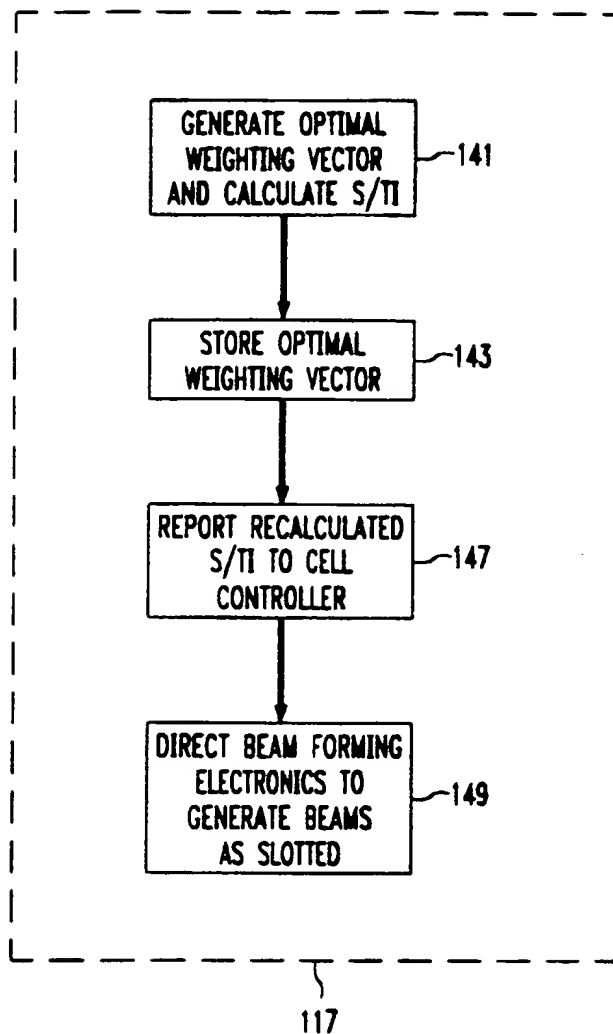 GENERATE OPTIMAL
WEIGHTING VECTOR
AND CALCULATE S/TI
141
STORE OPTIMAL
WEIGHTING VECTOR
143
REPORT RECALCULATED
S/TI TO CELL
CONTROLLER
147
DIRECT BEAM FORMING
ELECTRONICS TO
GENERATE BEAMS
AS SLOTTED
149
117